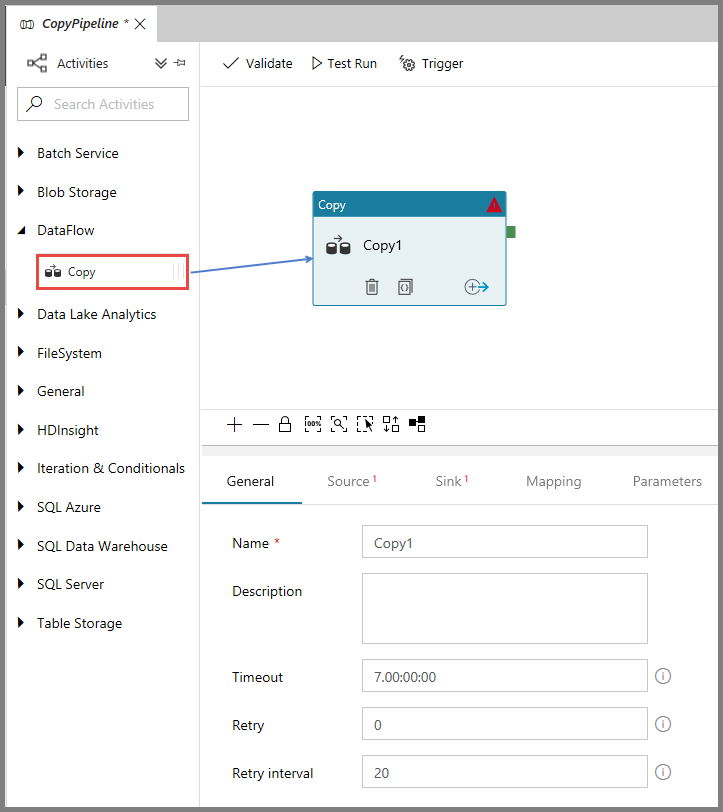 CopyPipeline *
Activities
Search Activities
Batch Service
Blob Storage
DataFlow
Copy
Data Lake Analytics
FileSystem
General
HDInsight
Iteration & Conditionals
SQL Azure
SQL Data Warehouse
SQL Server
Table Storage
Validate Test Run Trigger
Copy
Copy1
100%
General Source 1 Sink 1 Mapping Parameters
Name * Copy1
Description
Timeout 7.00:00:00
Retry 0
Retry interval 20